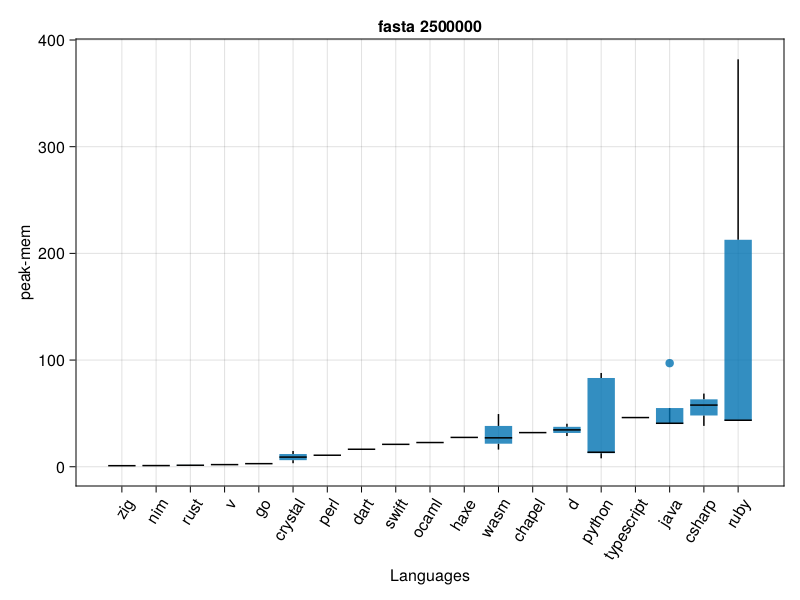 fasta 2500000
400
300
200
100
0
peak-mem
zig
nim
rust
v
go
crystal
perl
dart
swift
ocaml
haxe
wasm
chapel
d
python
typescript
java
csharp
ruby
Languages